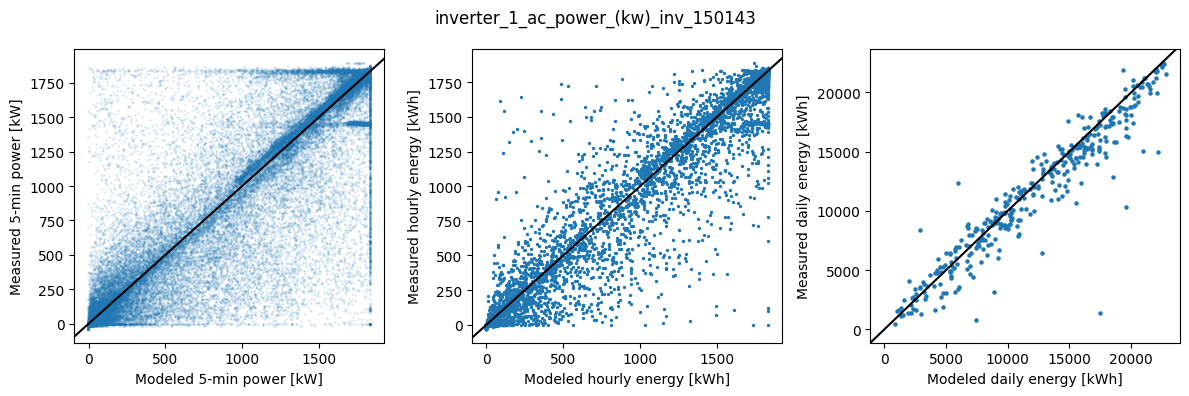 inverter_1_ac_power_(kw)_inv_150143
Measured 5-min power [kW]
1750
1500
1250
1000
750
500
250
0
0 500 1000 1500
Modeled 5-min power [kW]
Measured hourly energy [kWh]
1750
1500
1250
1000
750
500
250
0
0 500 1000 1500
Modeled hourly energy [kWh]
Measured daily energy [kWh]
20000
15000
10000
5000
0
0 5000 10000 15000 20000
Modeled daily energy [kWh]